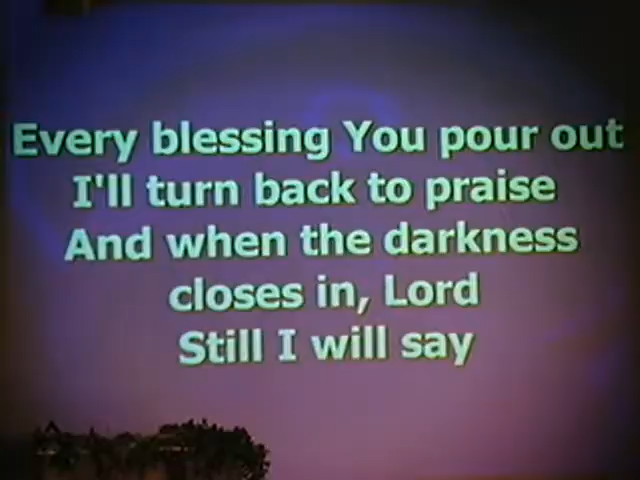 Every blessing You pour out
I'll turn back to praise
And when the darkness
closes in, Lord
Still I will say